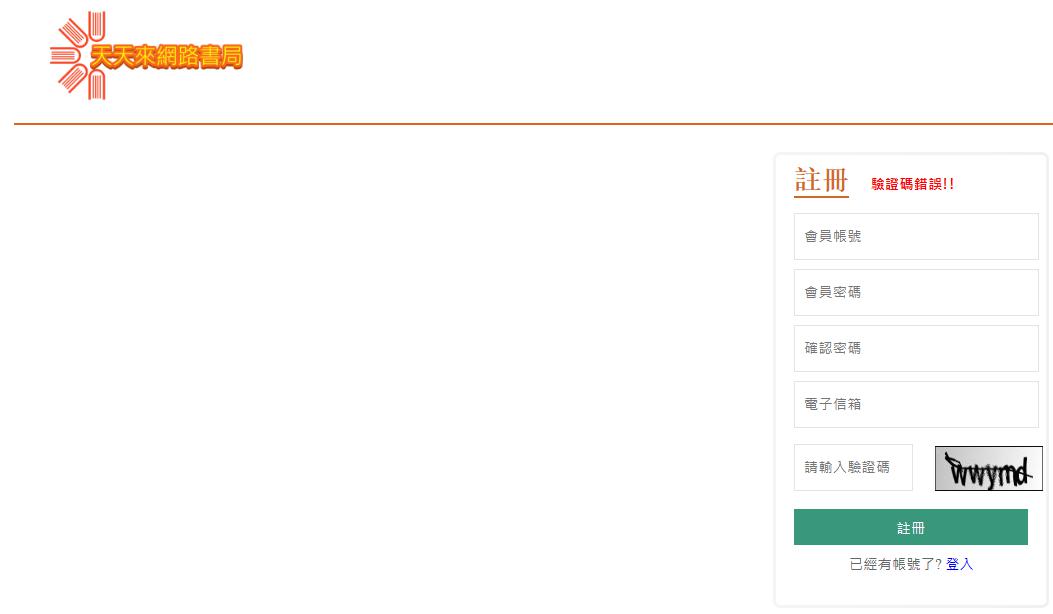 天天來網路書局
註冊 驗證碼錯誤!!
會員帳號
會員密碼
確認密碼
電子信箱
請輸入驗證碼
註冊
已經有帳號了? 登入